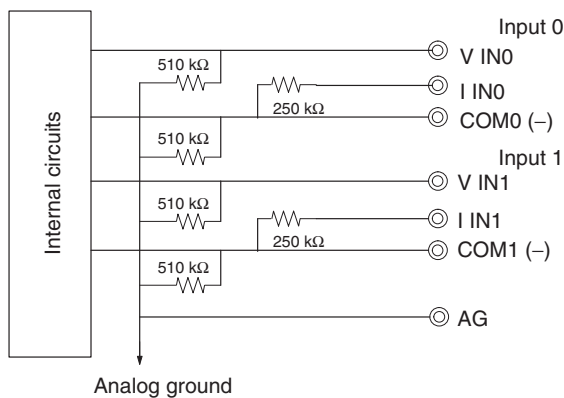 Input 0
V IN0
510 kΩ
I IN0
250 kΩ
COM0 (−)
510 kΩ
Input 1
V IN1
510 kΩ
I IN1
250 kΩ
COM1 (−)
510 kΩ
AG
Internal circuits
Analog ground